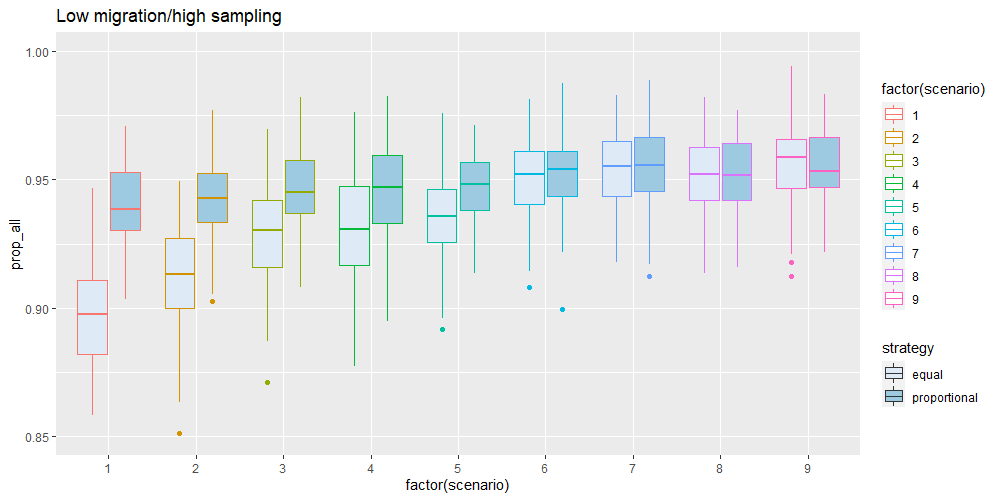 Low migration/high sampling
prop_all
1.00
0.95
0.90
0.85
1 2 3 4 5 6 7 8 9
factor(scenario)
factor(scenario)
1
2
3
4
5
6
7
8
9
strategy
equal
proportional